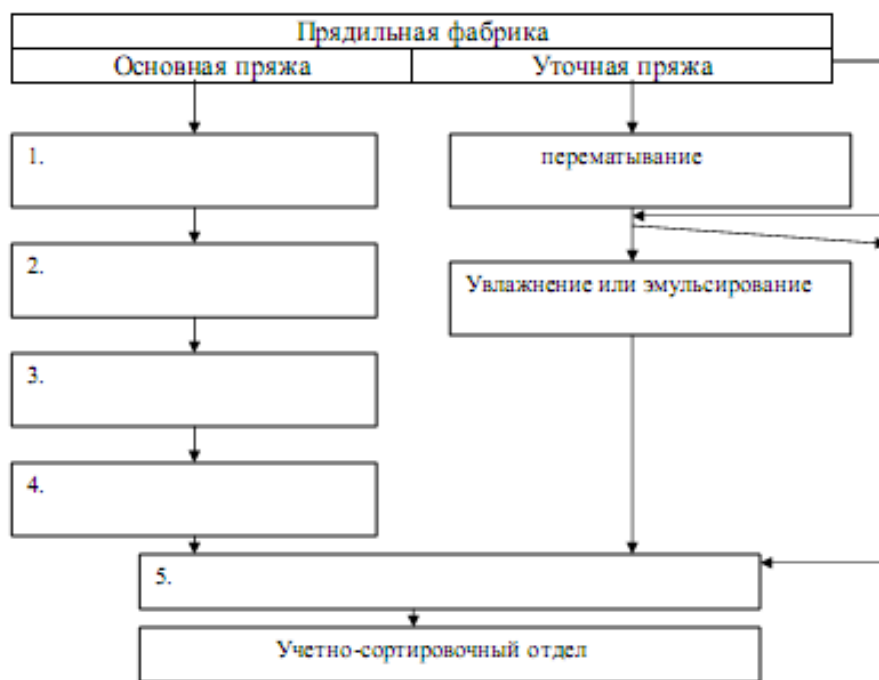 Прядильная фабрика
Основная пряжа
Уточная пряжа
1.
перематывание
2.
Увлажнение или эмульсирование
3.
4.
5.
Учетно-сортировочный отдел